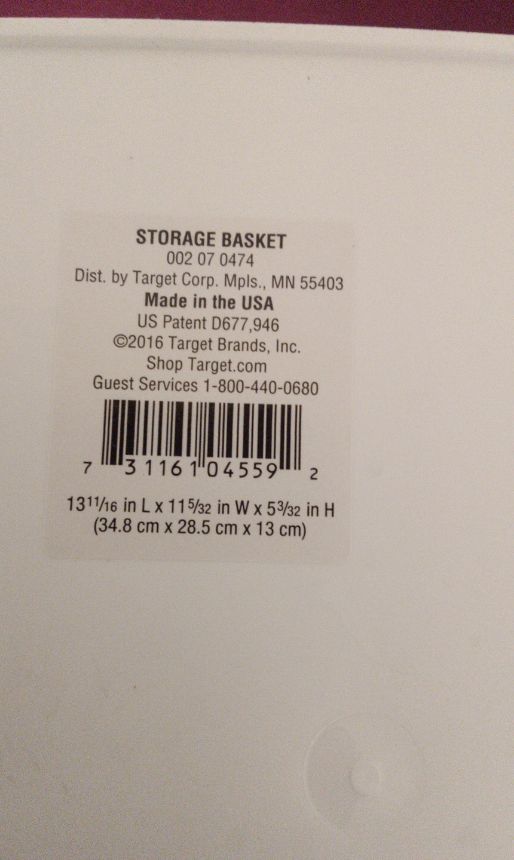 STORAGE BASKET
002 07 0474
Dist. by Target Corp. Mpls., MN 55403
Made in the USA
US Patent D677,946
©2016 Target Brands, Inc.
Shop Target.com
Guest Services 1-800-440-0680
7 31161 04559 2
13 11/16 in L x 11 5/32 in W x 5 3/32 in H
(34.8 cm x 28.5 cm x 13 cm)